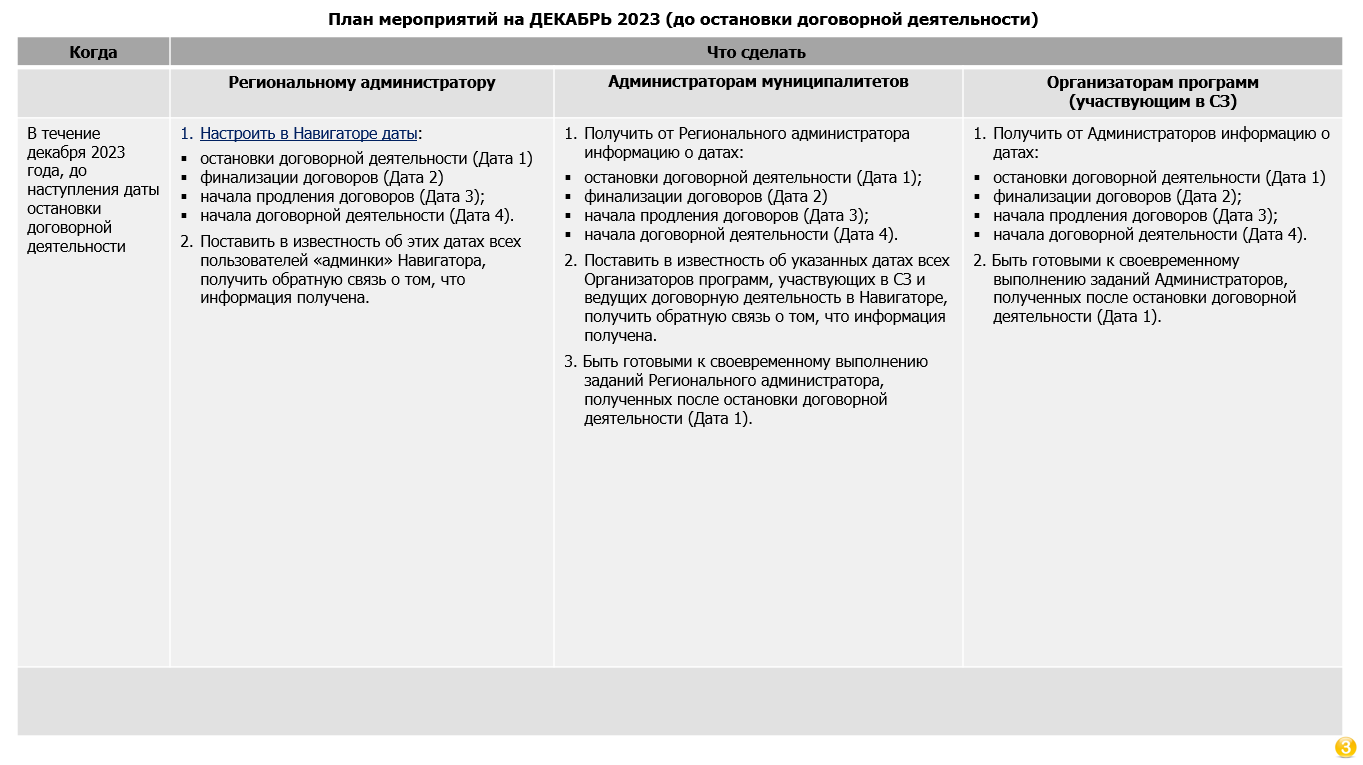 План мероприятий на ДЕКАБРЬ 2023 (до остановки договорной деятельности)
Когда
Что сделать
Региональному администратору
Администраторам муниципалитетов
Организаторам программ
(участвующим в СЗ)
В течение
декабря 2023
года, до
наступления даты
остановки
договорной
деятельности
1. Настроить в Навигаторе даты:
▪ остановки договорной деятельности (Дата 1)
▪ финализации договоров (Дата 2)
▪ начала продления договоров (Дата 3);
▪ начала договорной деятельности (Дата 4).
2. Поставить в известность об этих датах всех
пользователей «админки» Навигатора,
получить обратную связь о том, что
информация получена.
1. Получить от Регионального администратора
информацию о датах:
▪ остановки договорной деятельности (Дата 1);
▪ финализации договоров (Дата 2)
▪ начала продления договоров (Дата 3);
▪ начала договорной деятельности (Дата 4).
2. Поставить в известность об указанных датах всех
Организаторов программ, участвующих в СЗ и
ведущих договорную деятельность в Навигаторе,
получить обратную связь о том, что информация
получена.
3. Быть готовыми к своевременному выполнению
заданий Регионального администратора,
полученных после остановки договорной
деятельности (Дата 1).
1. Получить от Администраторов информацию о
датах:
▪ остановки договорной деятельности (Дата 1)
▪ финализации договоров (Дата 2);
▪ начала продления договоров (Дата 3);
▪ начала договорной деятельности (Дата 4).
2. Быть готовыми к своевременному
выполнению заданий Администраторов,
полученных после остановки договорной
деятельности (Дата 1).
3